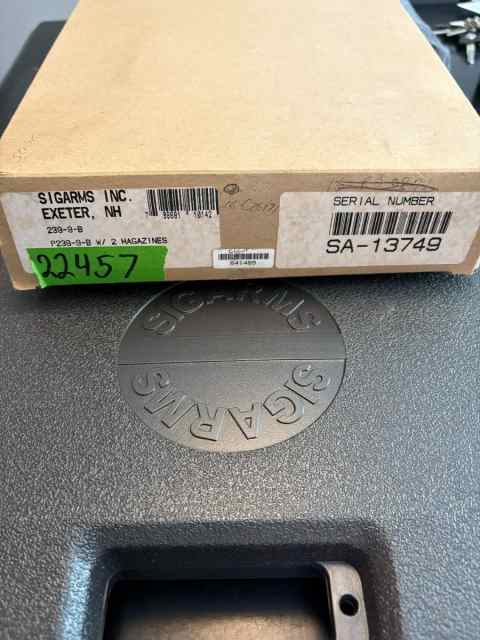 SIGARMS INC.
EXETER, NH
239-9-B
P239-9-B W/ 2 MAGAZINES
22457
SERIAL NUMBER
SA-13749
SIGARMS
SIGARMS